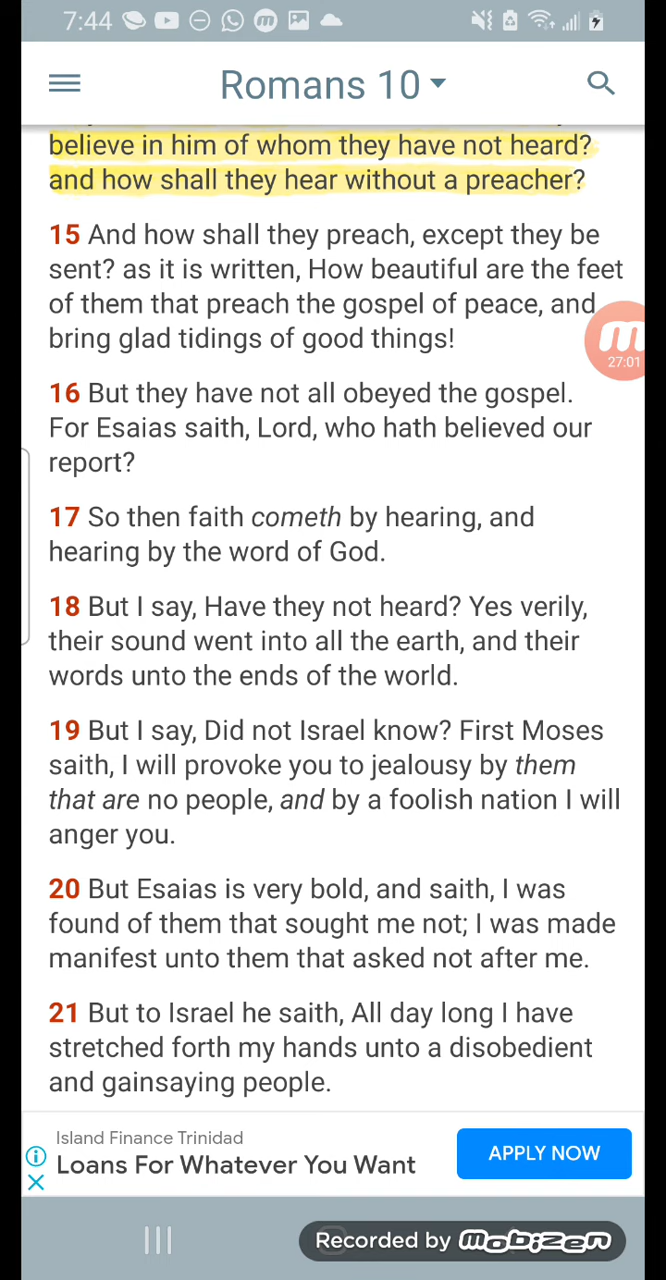 7:44
Romans 10
believe in him of whom they have not heard?
and how shall they hear without a preacher?
15 And how shall they preach, except they be
sent? as it is written, How beautiful are the feet
of them that preach the gospel of peace, and
bring glad tidings of good things!
m
27:01
16 But they have not all obeyed the gospel.
For Esaias saith, Lord, who hath believed our
report?
17 So then faith cometh by hearing, and
hearing by the word of God.
18 But I say, Have they not heard? Yes verily,
their sound went into all the earth, and their
words unto the ends of the world.
19 But I say, Did not Israel know? First Moses
saith, I will provoke you to jealousy by them
that are no people, and by a foolish nation I will
anger you.
20 But Esaias is very bold, and saith, I was
found of them that sought me not; I was made
manifest unto them that asked not after me.
21 But to Israel he saith, All day long I have
stretched forth my hands unto a disobedient
and gainsaying people.
Island Finance Trinidad
Loans For Whatever You Want
APPLY NOW
Recorded by mobizen